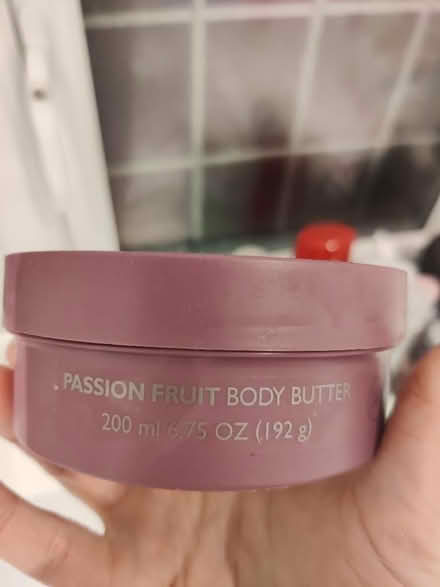 PASSION FRUIT BODY BUTTER
200 ml 6.75 OZ (192 g)